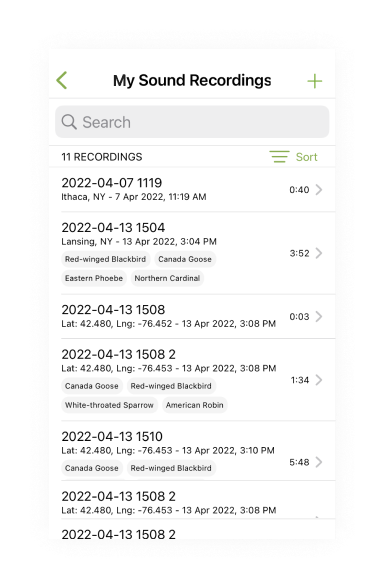 My Sound Recordings
Search
11 RECORDINGS
Sort
2022-04-07 1119
Ithaca, NY - 7 Apr 2022, 11:19 AM
0:40
2022-04-13 1504
Lansing, NY - 13 Apr 2022, 3:04 PM
Red-winged Blackbird Canada Goose
3:52
Eastern Phoebe Northern Cardinal
2022-04-13 1508
Lat: 42.480, Lng: -76.452 - 13 Apr 2022, 3:08 PM
0:03
2022-04-13 1508 2
Lat: 42.480, Lng: -76.453 - 13 Apr 2022, 3:08 PM
1:34
Canada Goose Red-winged Blackbird
White-throated Sparrow American Robin
2022-04-13 1510
Lat: 42.480, Lng: -76.453 - 13 Apr 2022, 3:10 PM
5:48
Canada Goose Red-winged Blackbird
2022-04-13 1508 2
Lat: 42.480, Lng: -76.453 - 13 Apr 2022, 3:08 PM
2022-04-13 1508 2